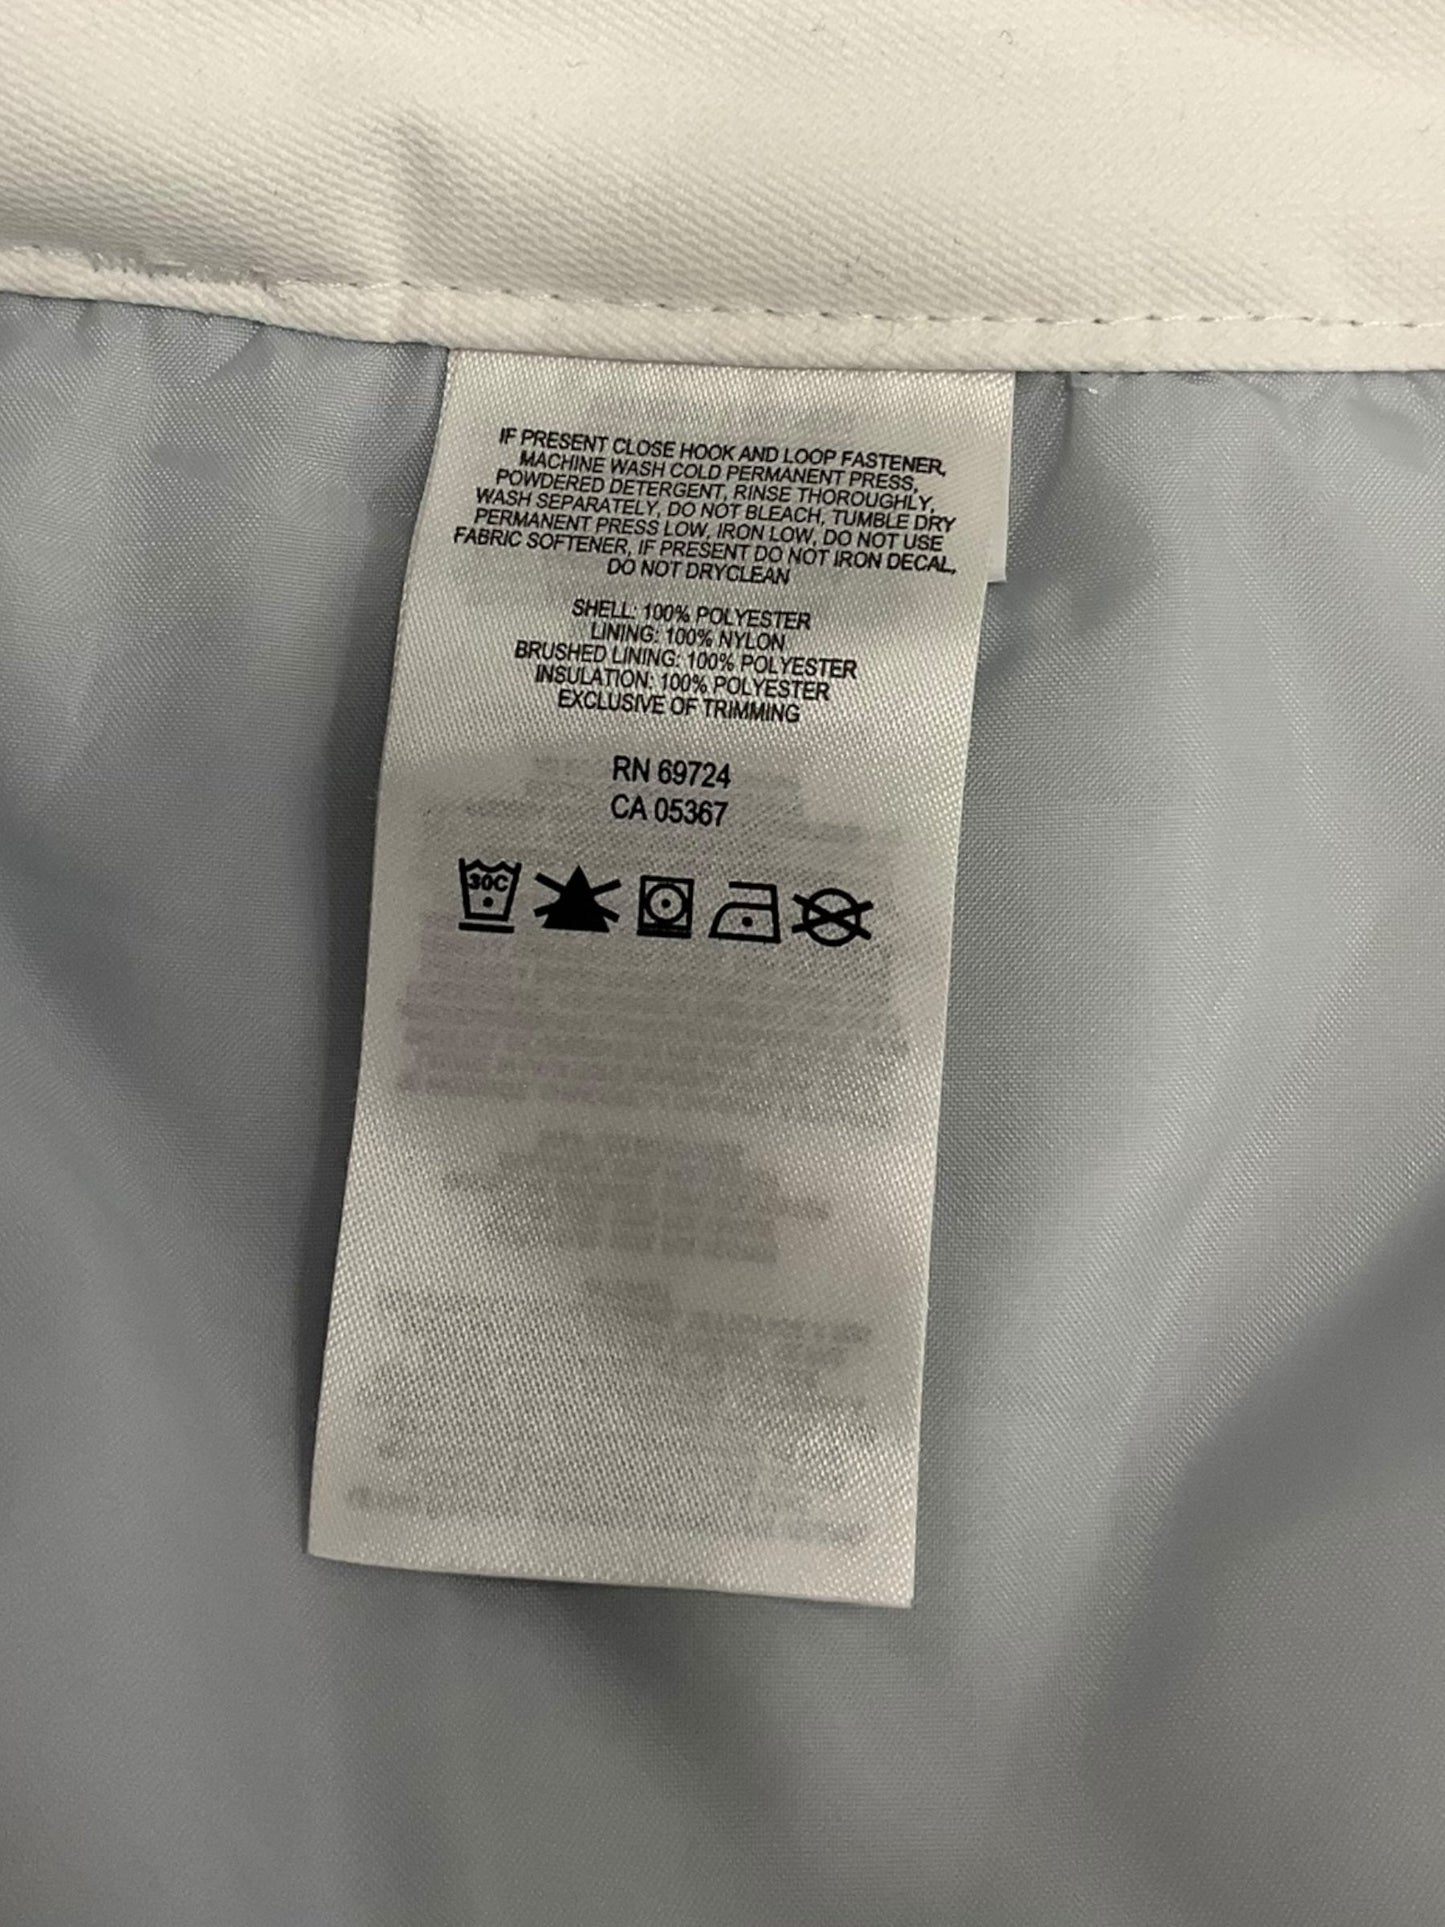 IF PRESENT CLOSE HOOK AND LOOP FASTENER,
MACHINE WASH COLD PERMANENT PRESS,
POWDERED DETERGENT, RINSE THOROUGHLY,
WASH SEPARATELY, DO NOT BLEACH, TUMBLE DRY
PERMANENT PRESS LOW, IRON LOW, DO NOT USE
FABRIC SOFTENER, IF PRESENT DO NOT IRON DECAL,
DO NOT DRYCLEAN
SHELL: 100% POLYESTER
LINING: 100% NYLON
BRUSHED LINING: 100% POLYESTER
INSULATION: 100% POLYESTER
EXCLUSIVE OF TRIMMING
RN 69724
CA 05367
30C